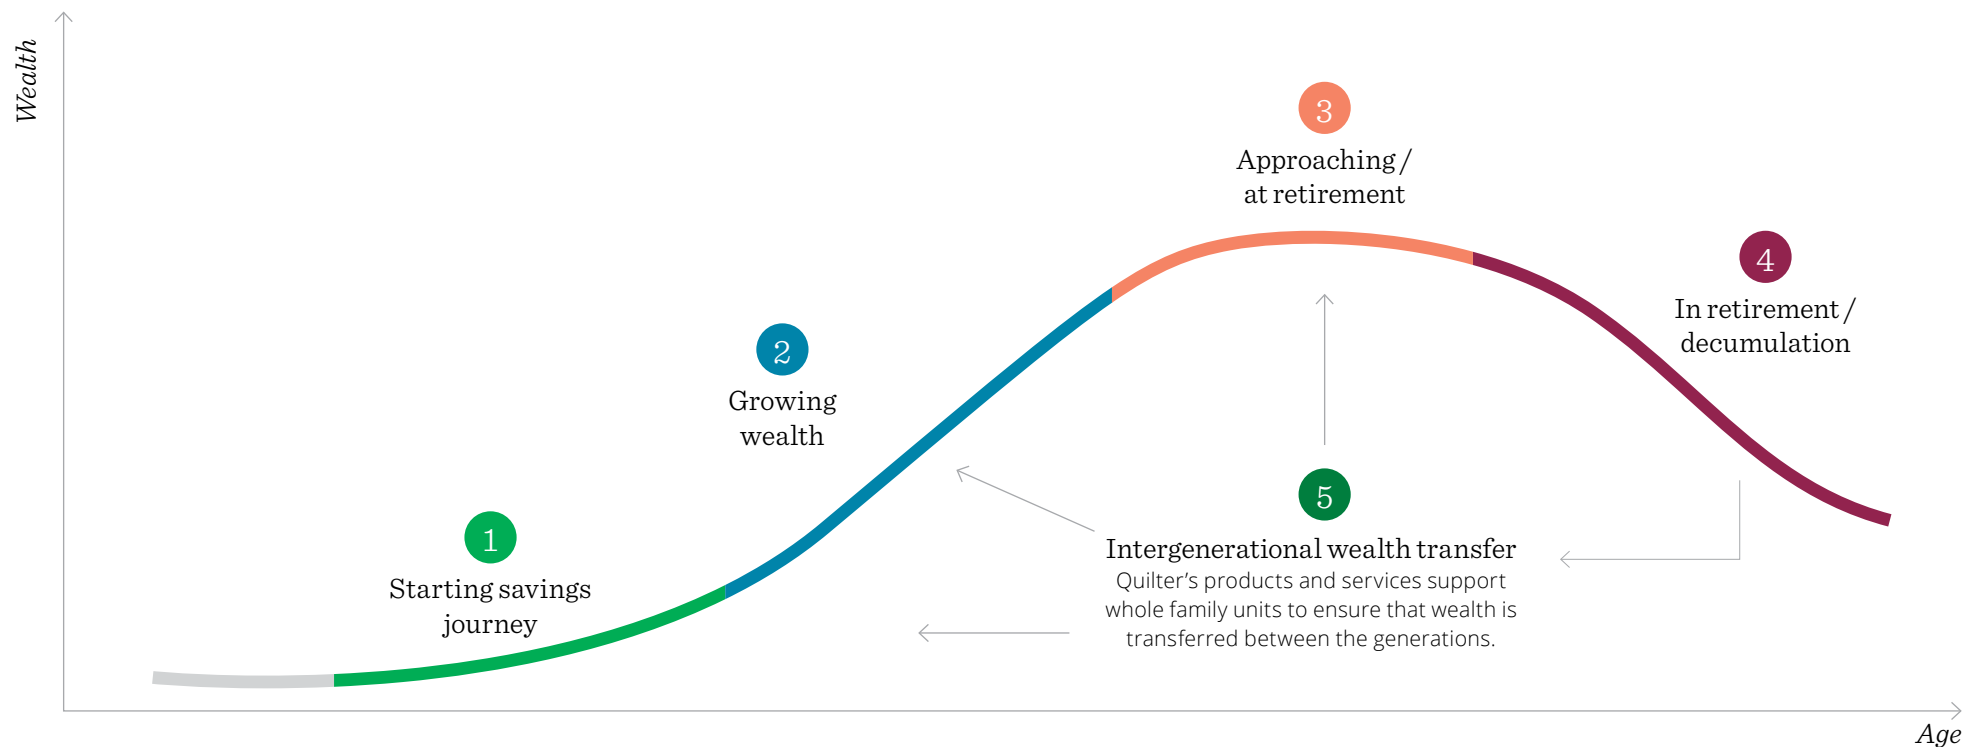 Wealth
3
Approaching /
at retirement
4
In retirement /
decumulation
2
Growing
wealth
5
Intergenerational wealth transfer
Quilter’s products and services support
whole family units to ensure that wealth is
transferred between the generations.
1
Starting savings
journey
Age